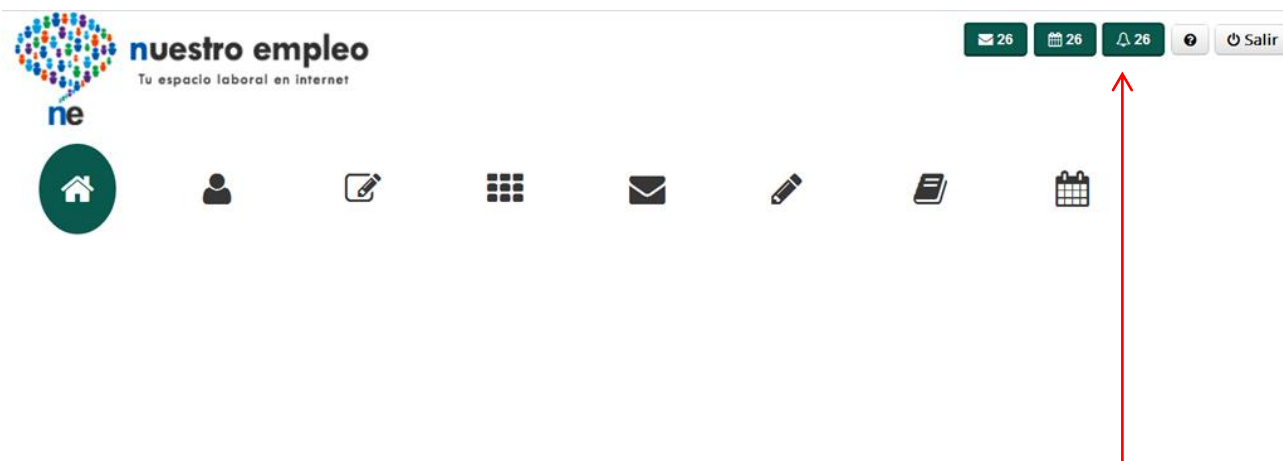 nuestro empleo
Tu espacio laboral en internet
ne
26
26
26
Salir